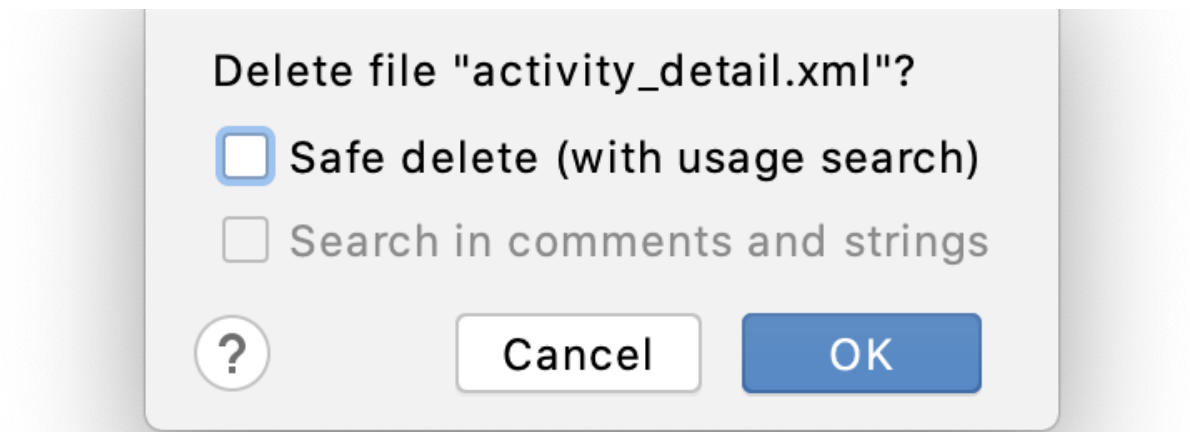 Delete file "activity_detail.xml"?
Safe delete (with usage search)
Search in comments and strings
? Cancel OK